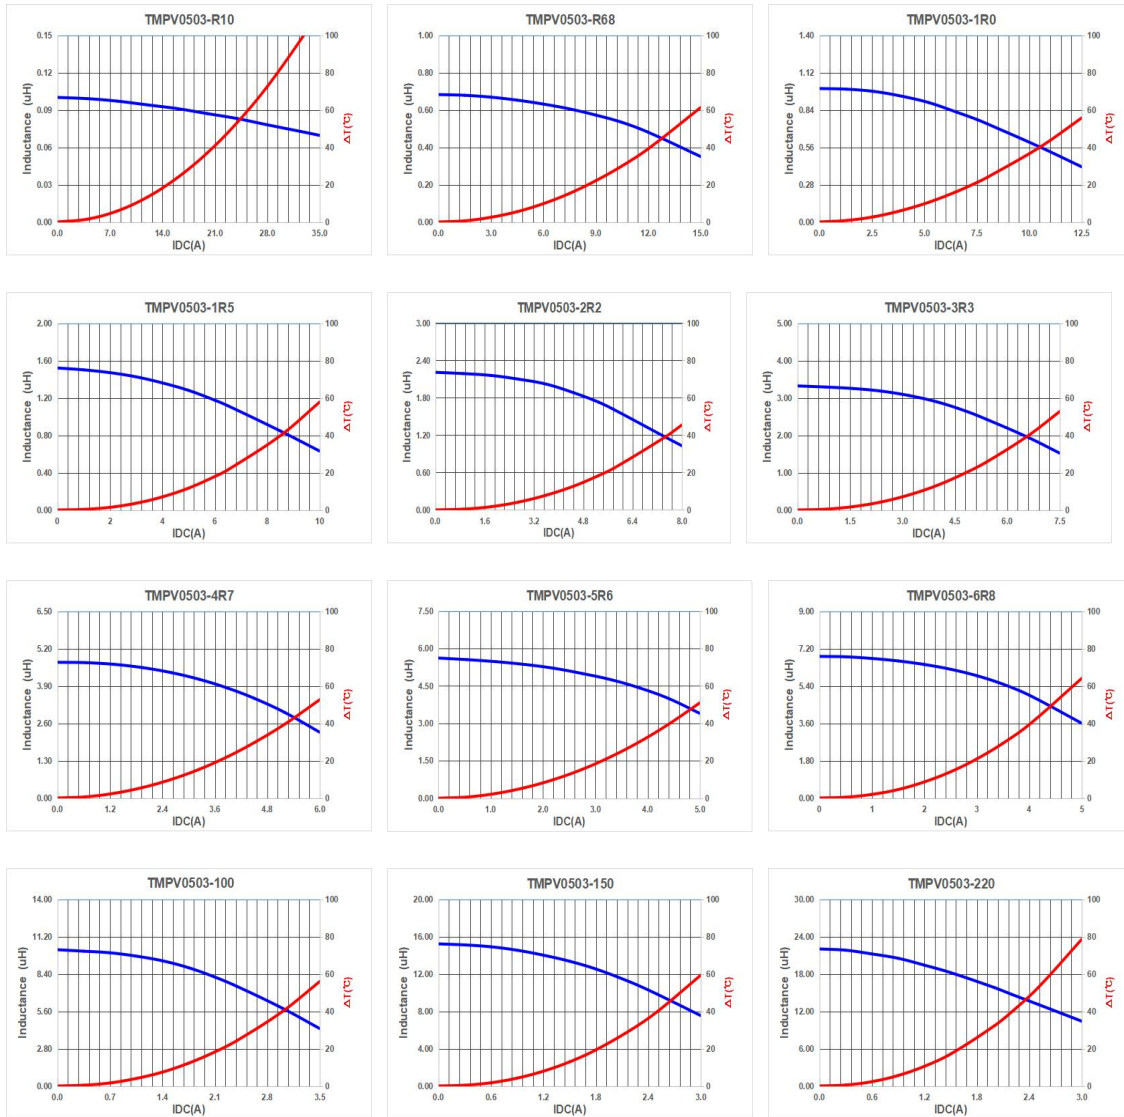 TMPV0503-R10
Inductance (uH)
0.15
0.12
0.09
0.06
0.03
0.00
100
80
60
40
20
0
△T(℃)
0.0 7.0 14.0 21.0 28.0 35.0
IDC(A)
TMPV0503-R68
Inductance (uH)
1.00
0.80
0.60
0.40
0.20
0.00
100
80
60
40
20
0
△T(℃)
0.0 3.0 6.0 9.0 12.0 15.0
IDC(A)
TMPV0503-1R0
Inductance (uH)
1.40
1.12
0.84
0.56
0.28
0.00
100
80
60
40
20
0
△T(℃)
0.0 2.5 5.0 7.5 10.0 12.5
IDC(A)
TMPV0503-1R5
Inductance (uH)
2.00
1.60
1.20
0.80
0.40
0.00
100
80
60
40
20
0
△T(℃)
0 2 4 6 8 10
IDC(A)
TMPV0503-2R2
Inductance (uH)
3.00
2.40
1.80
1.20
0.60
0.00
100
80
60
40
20
0
△T(℃)
0.0 1.6 3.2 4.8 6.4 8.0
IDC(A)
TMPV0503-3R3
Inductance (uH)
5.00
4.00
3.00
2.00
1.00
0.00
100
80
60
40
20
0
△T(℃)
0.0 1.5 3.0 4.5 6.0 7.5
IDC(A)
TMPV0503-4R7
Inductance (uH)
6.50
5.20
3.90
2.60
1.30
0.00
100
80
60
40
20
0
△T(℃)
0.0 1.2 2.4 3.6 4.8 6.0
IDC(A)
TMPV0503-5R6
Inductance (uH)
7.50
6.00
4.50
3.00
1.50
0.00
100
80
60
40
20
0
△T(℃)
0.0 1.0 2.0 3.0 4.0 5.0
IDC(A)
TMPV0503-6R8
Inductance (uH)
9.00
7.20
5.40
3.60
1.80
0.00
100
80
60
40
20
0
△T(℃)
0 1 2 3 4 5
IDC(A)
TMPV0503-100
Inductance (uH)
14.00
11.20
8.40
5.60
2.80
0.00
100
80
60
40
20
0
△T(℃)
0.0 0.7 1.4 2.1 2.8 3.5
IDC(A)
TMPV0503-150
Inductance (uH)
20.00
16.00
12.00
8.00
4.00
0.00
100
80
60
40
20
0
△T(℃)
0.0 0.6 1.2 1.8 2.4 3.0
IDC(A)
TMPV0503-220
Inductance (uH)
30.00
24.00
18.00
12.00
6.00
0.00
100
80
60
40
20
0
△T(℃)
0.0 0.6 1.2 1.8 2.4 3.0
IDC(A)